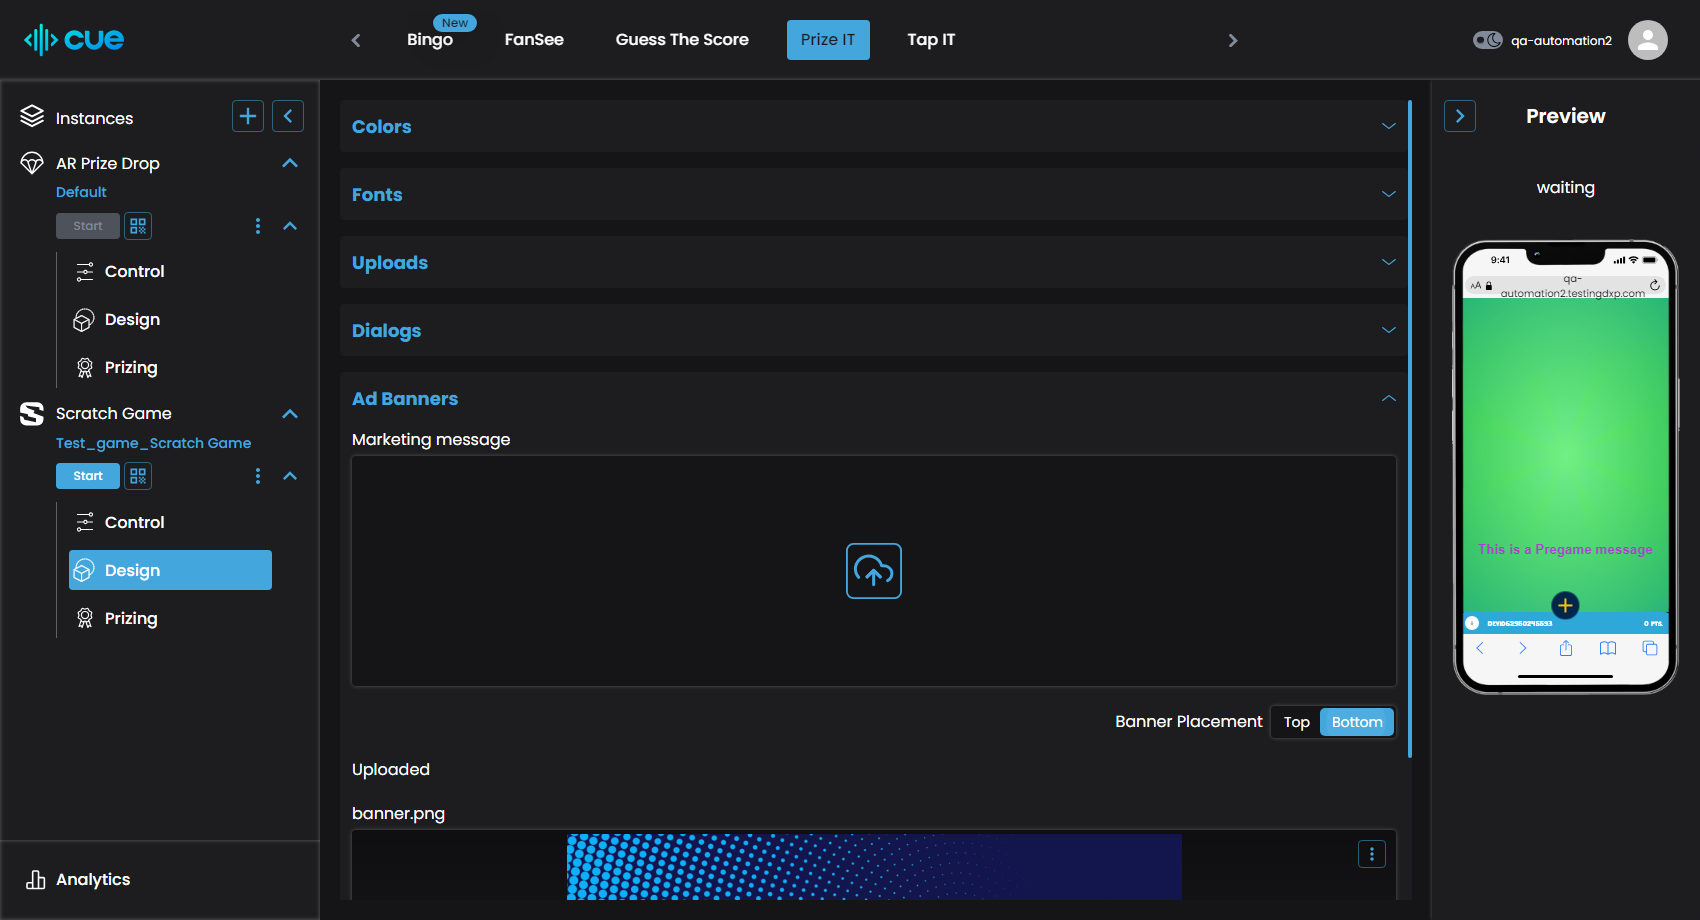 cue
New
Bingo
FanSee
Guess The Score
Prize IT
Tap IT
qa-automation2
Instances
AR Prize Drop
Default
Start
Control
Design
Prizing
Scratch Game
Test_game_Scratch Game
Start
Control
Design
Prizing
Analytics
Colors
Fonts
Uploads
Dialogs
Ad Banners
Marketing message
Banner Placement
Top
Bottom
Uploaded
banner.png
Preview
waiting
9:41
AA
qa-
automation2.testingdxp.com
This is a Pregame message
0 PTS.